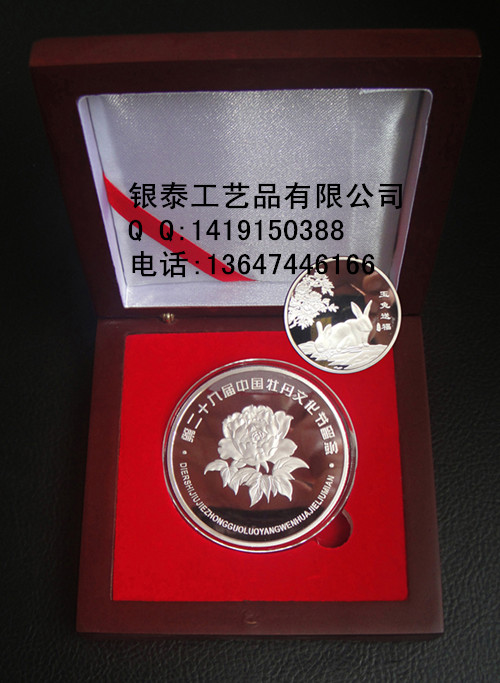 银泰工艺品有限公司
Q Q:1419150388
电话:13647446166
玉兔送福
第二十九届中国牡丹文化节留念
DIERSHIJIUJIEZHONGGUOLUOYANGWENHUAJIELIUNIAN